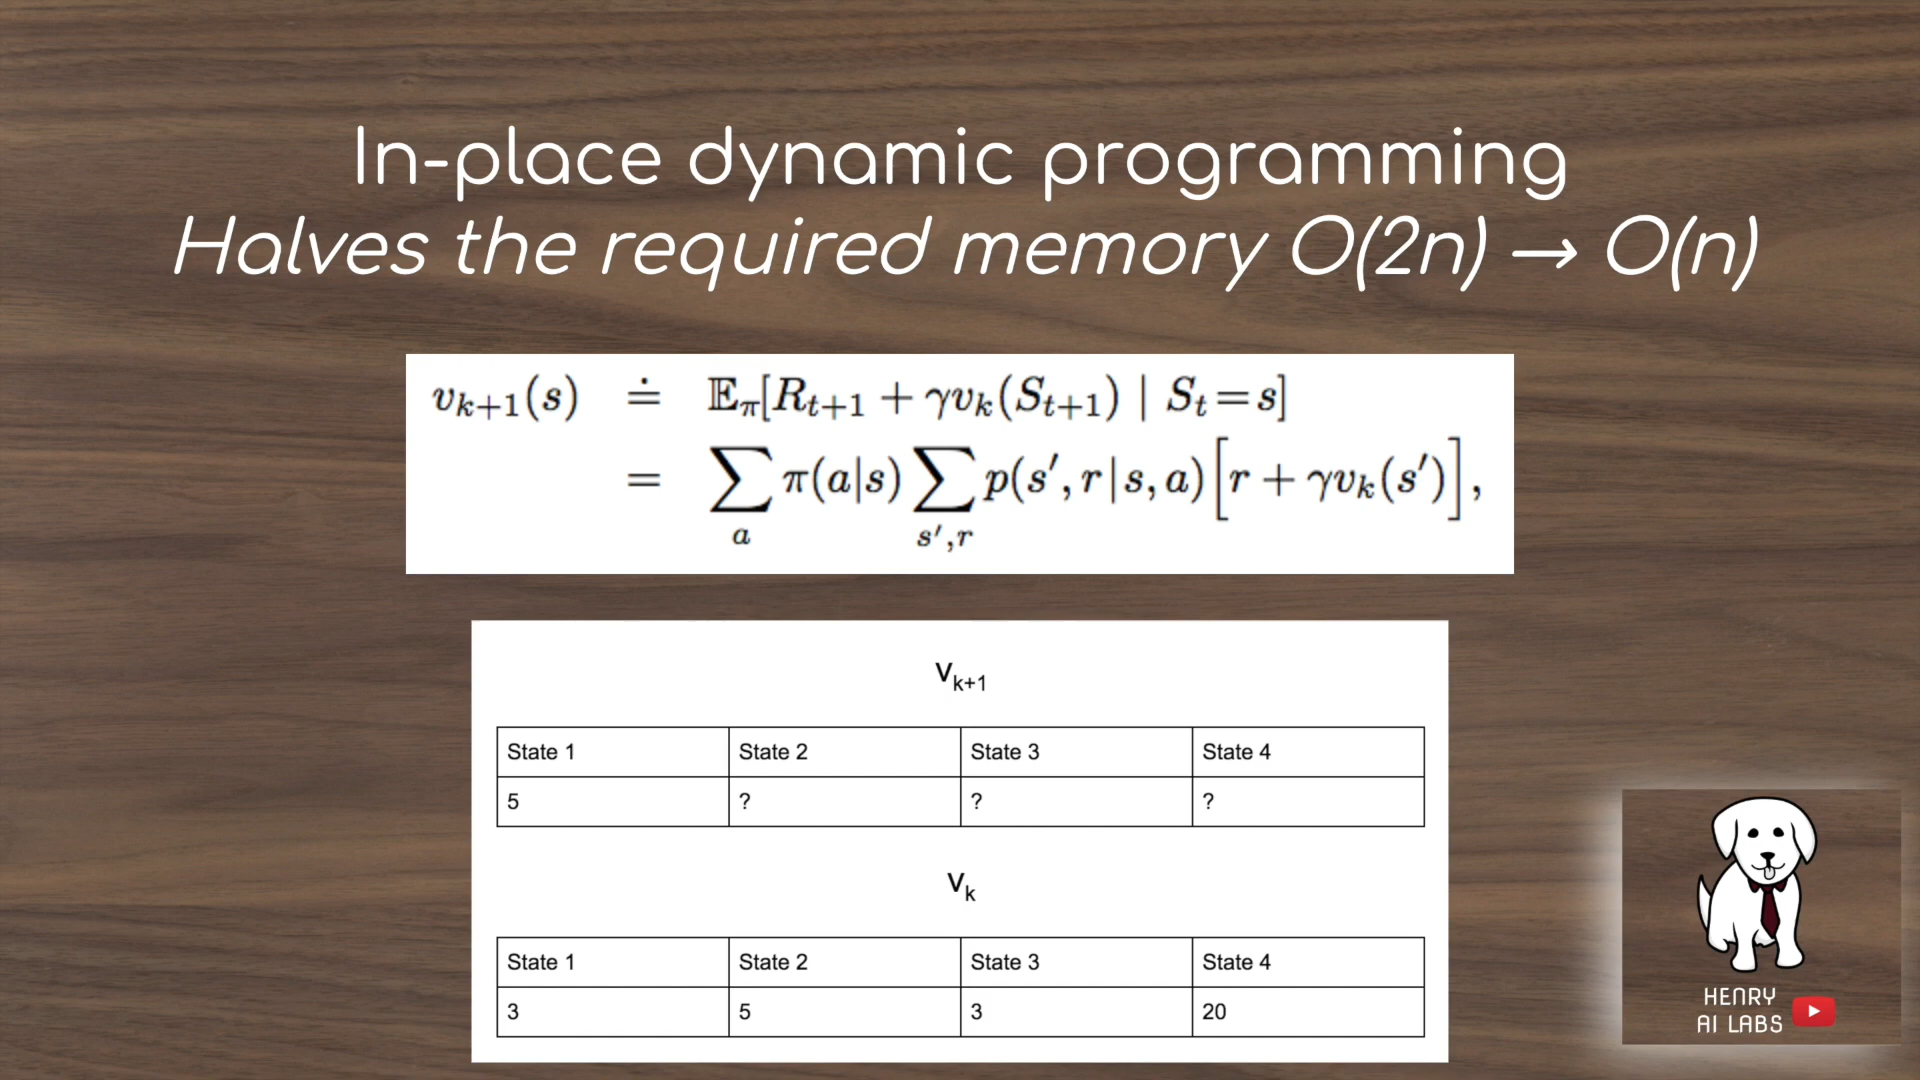 In-place dynamic programming
Halves the required memory O(2n) → O(n)
v_{k+1}(s) ≐ 𝔼_π[R_{t+1} + γv_k(S_{t+1}) | S_t = s]
= ∑_a π(a|s) ∑_{s',r} p(s', r | s, a) [r + γv_k(s')],
V_{k+1}
State 1 State 2 State 3 State 4
5 ? ? ?
V_k
State 1 State 2 State 3 State 4
3 5 3 20
HENRY
AI LABS